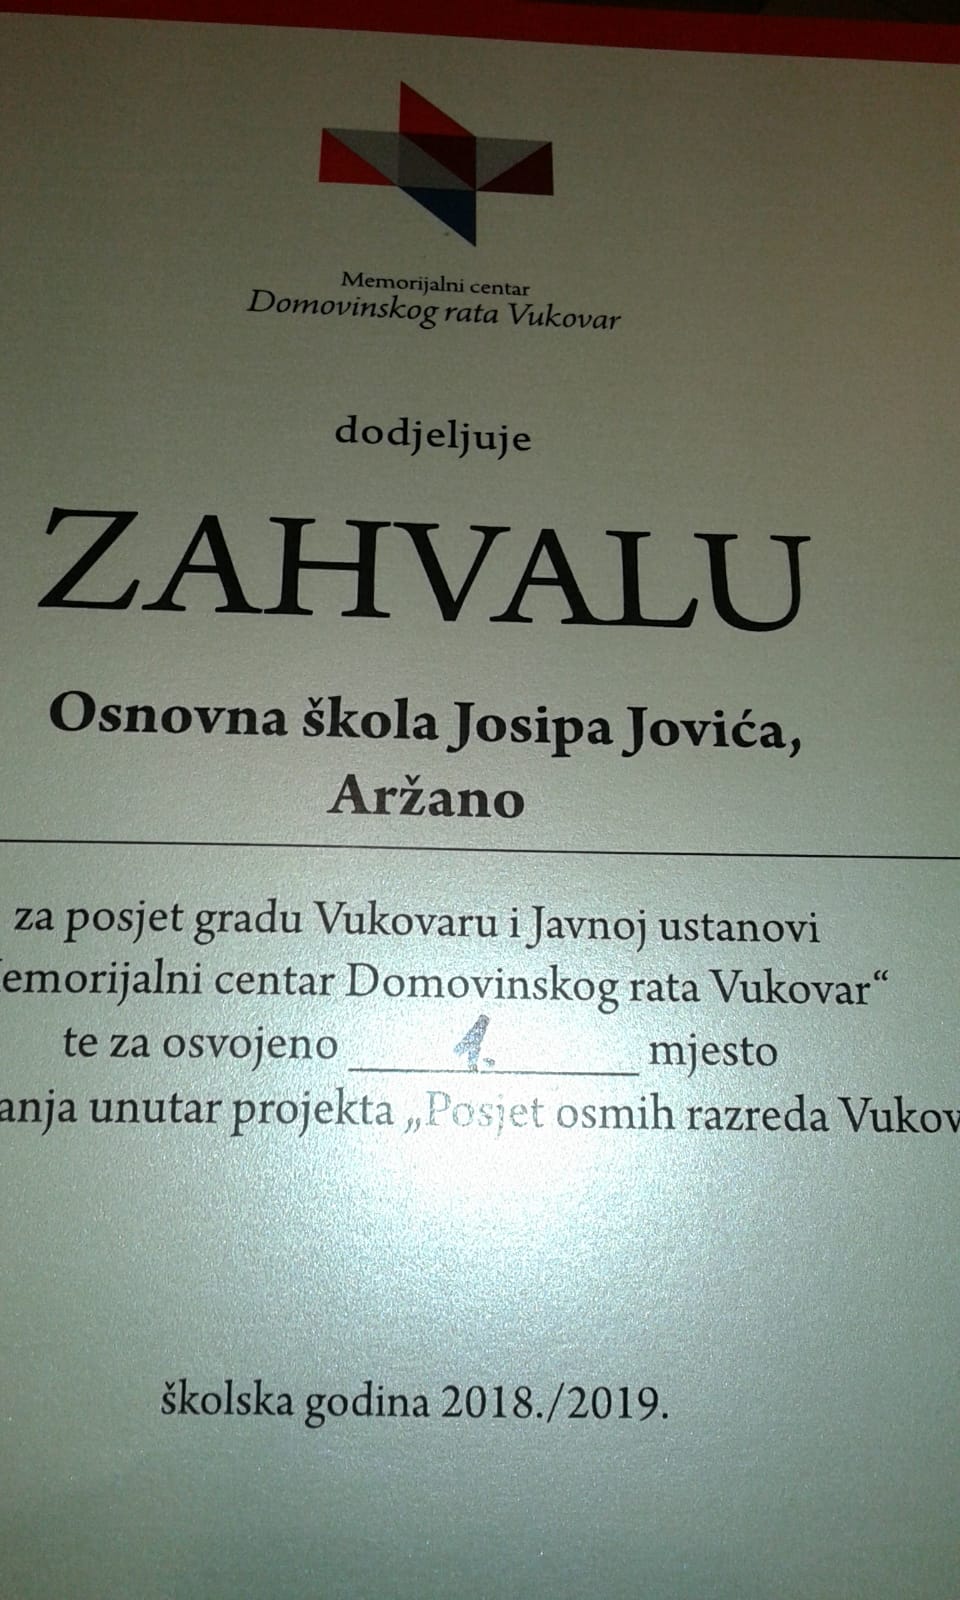 Memorijalni centar
Domovinskog rata Vukovar
dodjeljuje
ZAHVALU
Osnovna škola Josipa Jovića,
Aržano
za posjet gradu Vukovaru i Javnoj ustanovi
emorijalni centar Domovinskog rata Vukovar“
te za osvojeno 1. mjesto
anja unutar projekta „Posjet osmih razreda Vukov
školska godina 2018./2019.